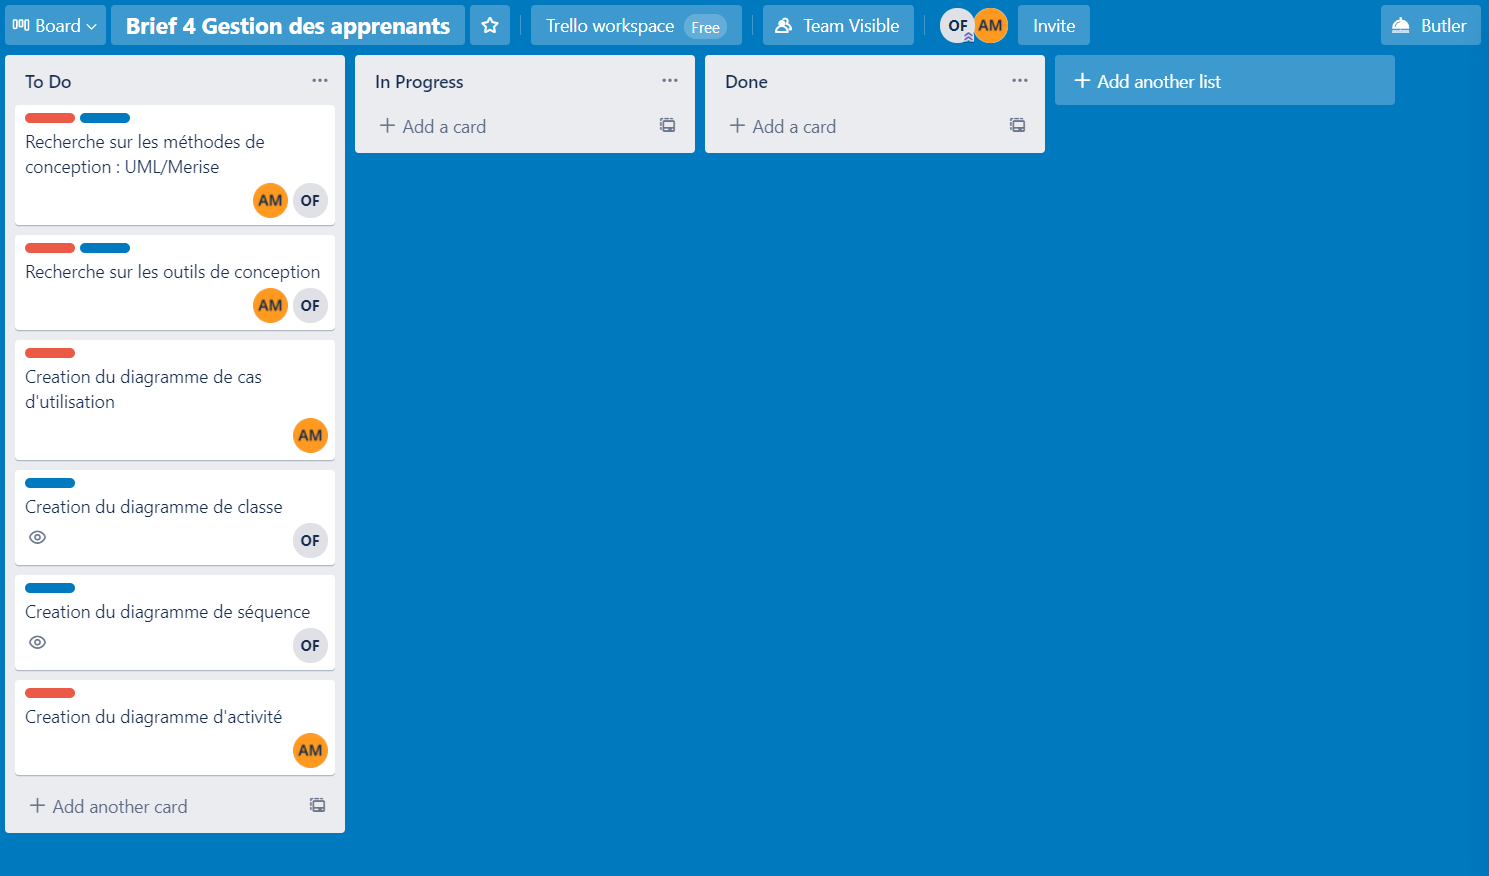 Board
Brief 4 Gestion des apprenants
Trello workspace Free
Team Visible
OF AM
Invite
Butler
To Do
Recherche sur les méthodes de
conception : UML/Merise
AM OF
Recherche sur les outils de conception
AM OF
Creation du diagramme de cas
d'utilisation
AM
Creation du diagramme de classe
OF
Creation du diagramme de séquence
OF
Creation du diagramme d'activité
AM
+ Add another card
In Progress
+ Add a card
Done
+ Add a card
+ Add another list